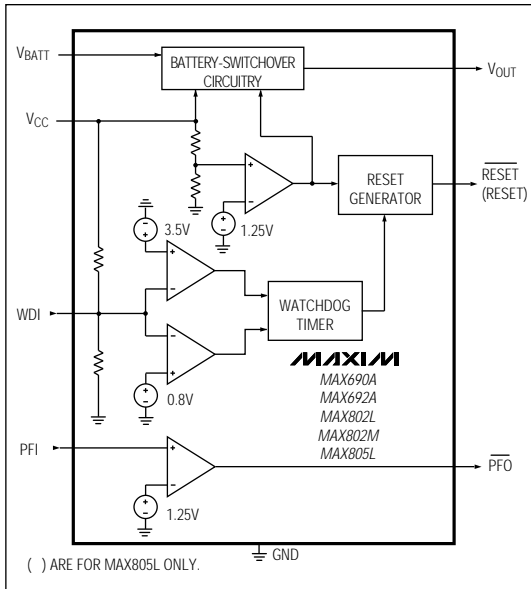 VBATT
BATTERY-SWITCHOVER
CIRCUITRY
VOUT
VCC
RESET
GENERATOR
RESET
(RESET)
1.25V
3.5V
WDI
WATCHDOG
TIMER
0.8V
MAXIM
MAX690A
MAX692A
MAX802L
MAX802M
MAX805L
PFI
PFO
1.25V
GND
( ) ARE FOR MAX805L ONLY.